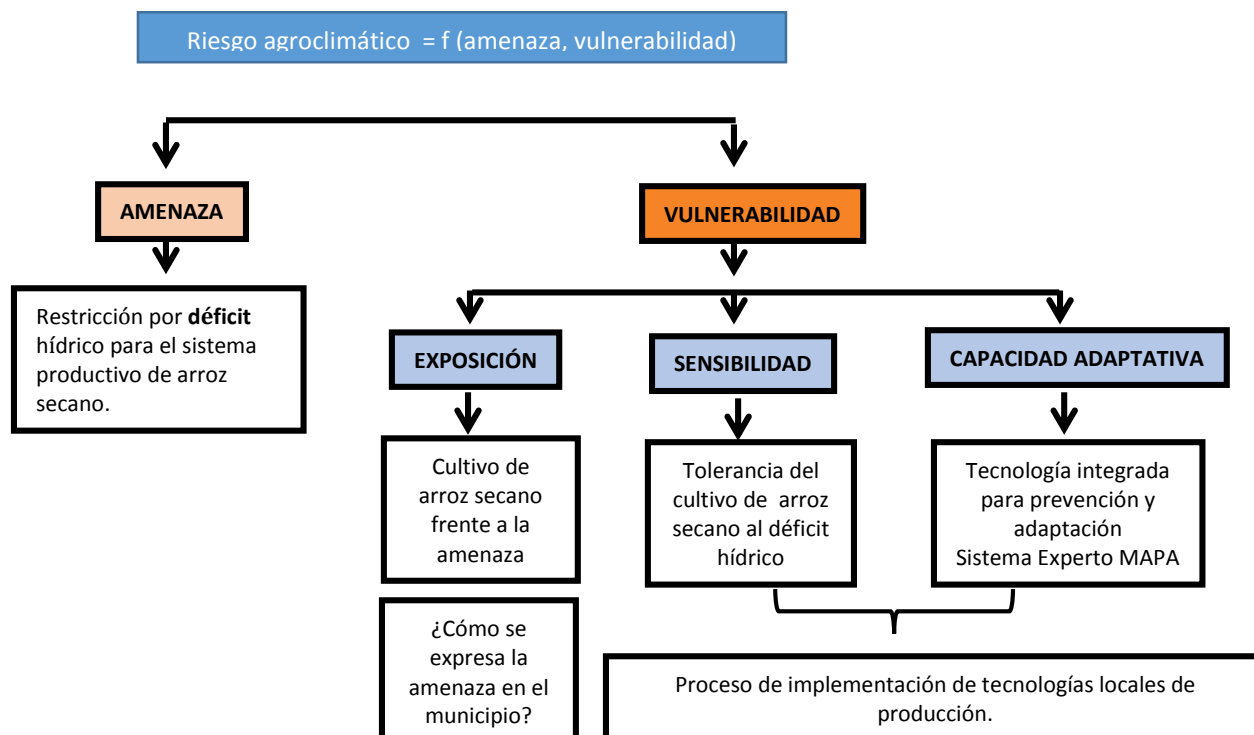 Riesgo agroclimático = f (amenaza, vulnerabilidad)
AMENAZA
VULNERABILIDAD
Restricción por déficit
hídrico para el sistema
productivo de arroz
secano.
EXPOSICIÓN
SENSIBILIDAD
CAPACIDAD ADAPTATIVA
Cultivo de
arroz secano
frente a la
amenaza
Tolerancia del
cultivo de arroz
secano al déficit
hídrico
Tecnología integrada
para prevención y
adaptación
Sistema Experto MAPA
¿Cómo se
expresa la
amenaza en el
municipio?
Proceso de implementación de tecnologías locales de
producción.